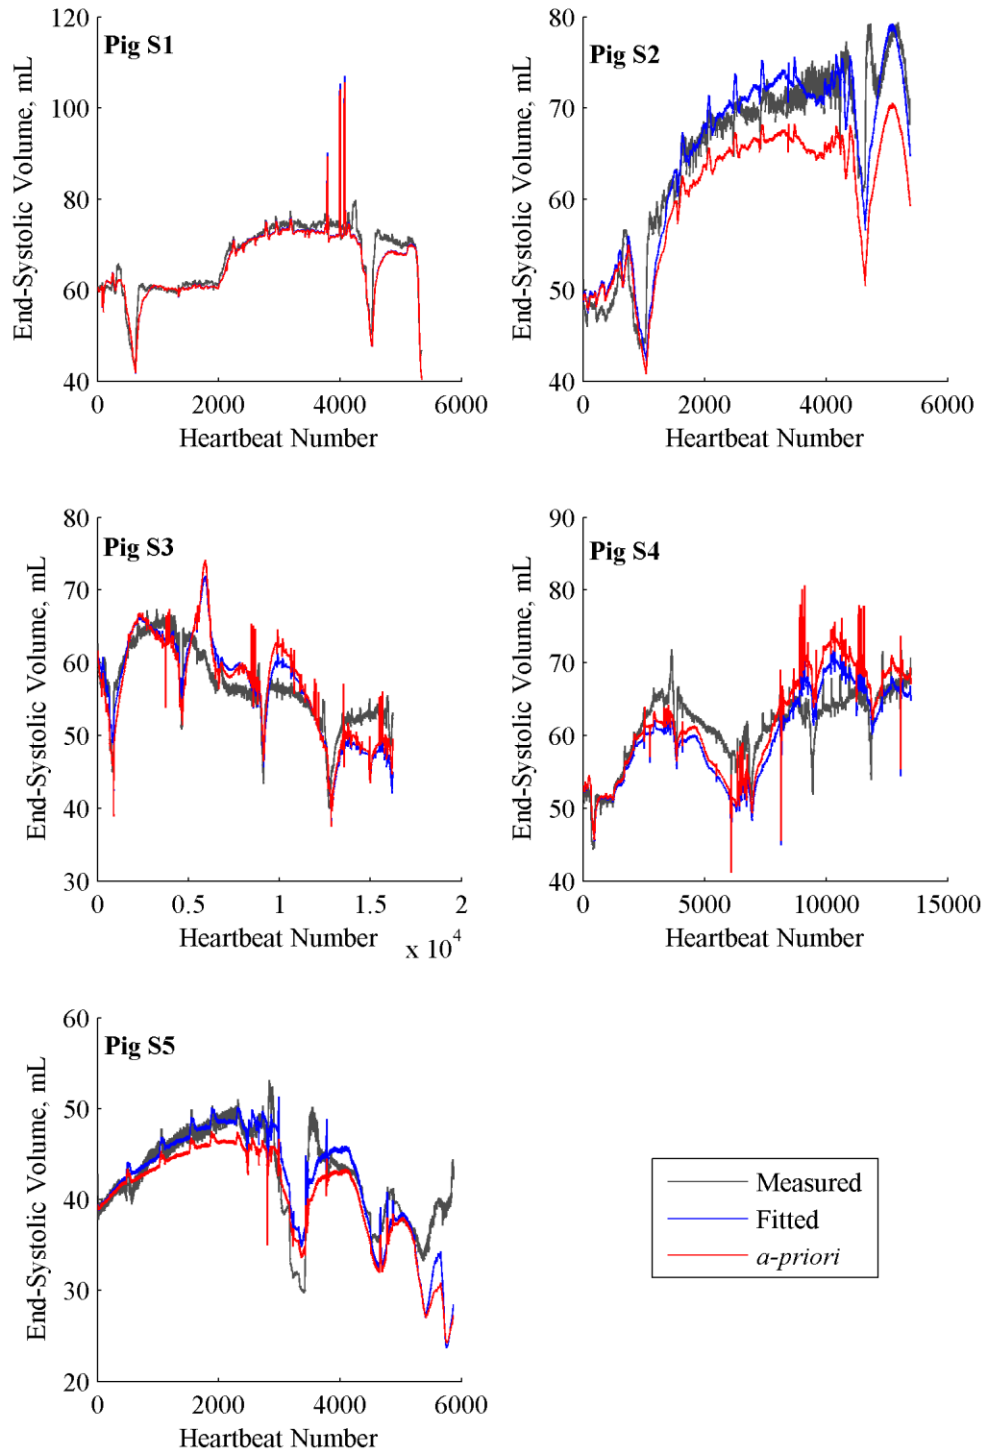 Pig S1
End-Systolic Volume, mL
120
100
80
60
40
0
2000
4000
6000
Heartbeat Number
Pig S2
End-Systolic Volume, mL
80
70
60
50
40
0
2000
4000
6000
Heartbeat Number
Pig S3
End-Systolic Volume, mL
80
70
60
50
40
30
0
0.5
1
1.5
2
Heartbeat Number
x 10^4
Pig S4
End-Systolic Volume, mL
90
80
70
60
50
40
0
5000
10000
15000
Heartbeat Number
Pig S5
End-Systolic Volume, mL
60
50
40
30
20
0
2000
4000
6000
Heartbeat Number
Measured
Fitted
a-priori